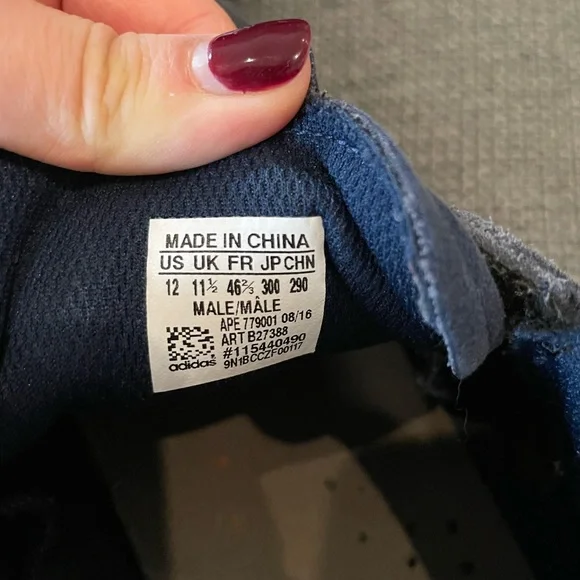 MADE IN CHINA
US UK FR JP CHN
12 11½ 46⅔ 300 290
MALE/MÂLE
APE 779001 08/16
ART B27388
#115440490
9N1BCCZF00117
adidas